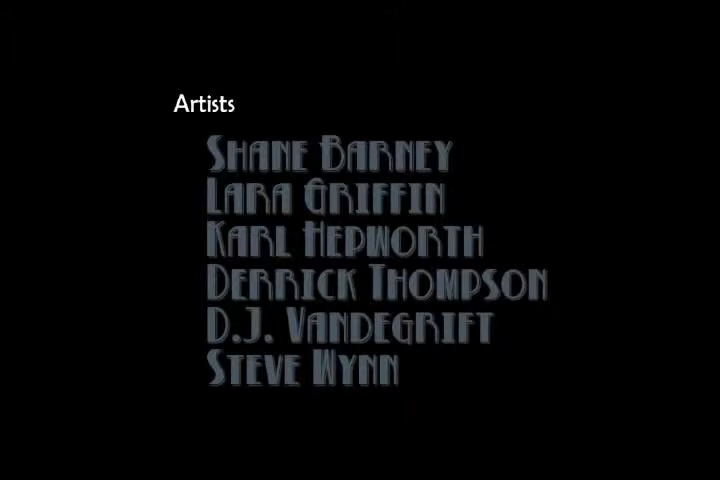 Artists
Shane Barney
Lara Griffin
Karl Hepworth
Derrick Thompson
D.J. Vandegrift
Steve Wynn